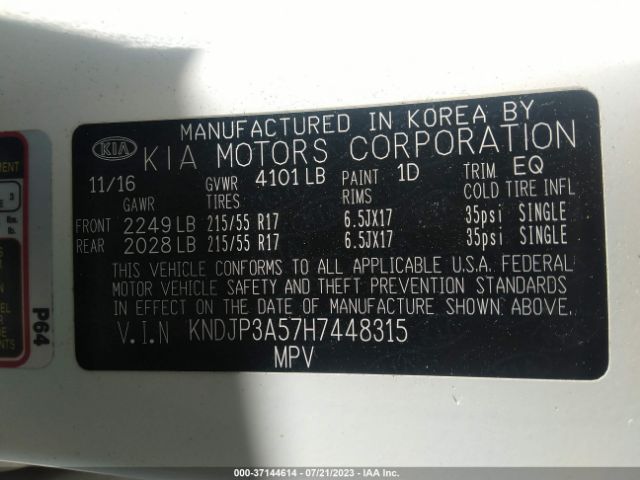 MANUFACTURED IN KOREA BY
KIA KIA MOTORS CORPORATION
11/16 GVWR 4101 LB PAINT 1D TRIM EQ
GAWR TIRES RIMS COLD TIRE INFL
FRONT 2249 LB 215/55 R17 6.5JX17 35psi SINGLE
REAR 2028 LB 215/55 R17 6.5JX17 35psi SINGLE
THIS VEHICLE CONFORMS TO ALL APPLICABLE U.S.A. FEDERAL
MOTOR VEHICLE SAFETY AND THEFT PREVENTION STANDARDS
IN EFFECT ON THE DATE OF MANUFACTURE SHOWN ABOVE.
V.I.N KNDJP3A57H7448315
MPV
P64
000-37144614 / 07/21/2023 - IAA Inc.